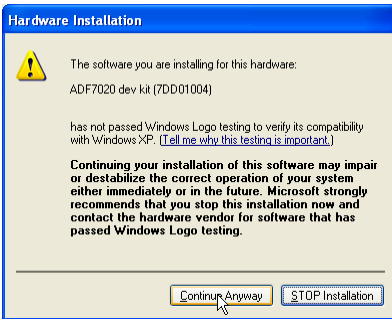 Hardware Installation
The software you are installing for this hardware:
ADF7020 dev kit (7DD01004)
has not passed Windows Logo testing to verify its compatibility
with Windows XP. (Tell me why this testing is important.)
Continuing your installation of this software may impair
or destabilize the correct operation of your system
either immediately or in the future. Microsoft strongly
recommends that you stop this installation now and
contact the hardware vendor for software that has
passed Windows Logo testing.
Continue Anyway
STOP Installation